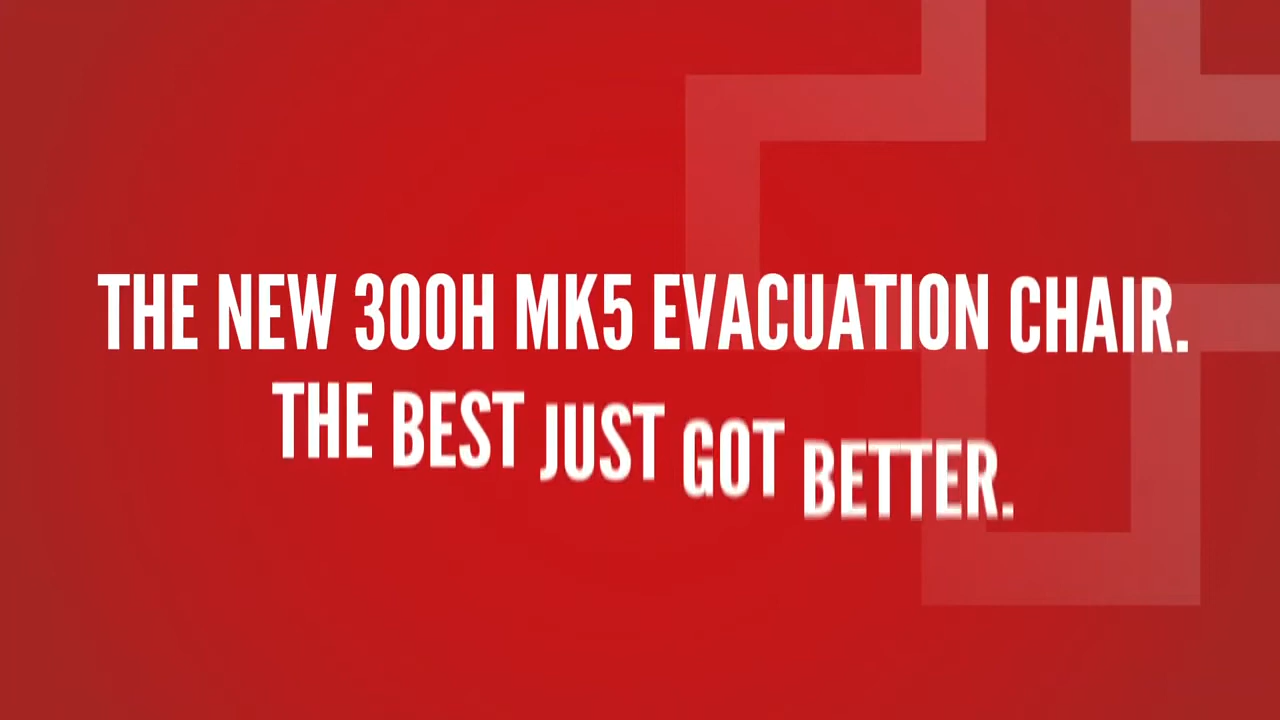 THE NEW 300H MK5 EVACUATION CHAIR.
THE BEST JUST GOT BETTER.